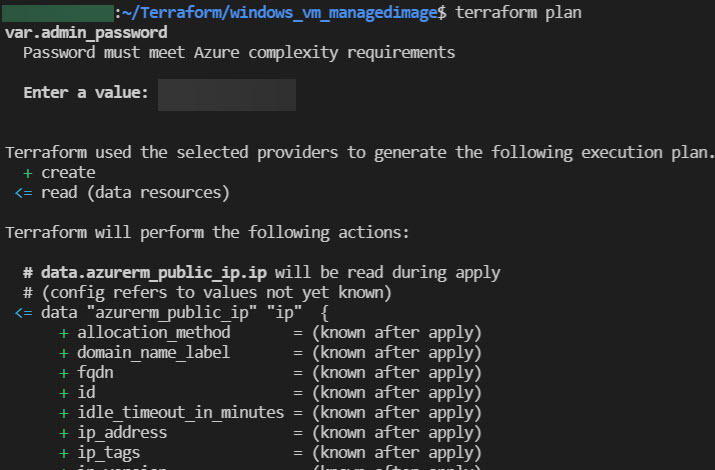 :~/Terraform/windows_vm_managedimage$ terraform plan
var.admin_password
  Password must meet Azure complexity requirements
  Enter a value:
Terraform used the selected providers to generate the following execution plan.
  + create
 <= read (data resources)
Terraform will perform the following actions:
  # data.azurerm_public_ip.ip will be read during apply
  # (config refers to values not yet known)
 <= data "azurerm_public_ip" "ip"  {
      + allocation_method       = (known after apply)
      + domain_name_label       = (known after apply)
      + fqdn                    = (known after apply)
      + id                      = (known after apply)
      + idle_timeout_in_minutes = (known after apply)
      + ip_address              = (known after apply)
      + ip_tags                 = (known after apply)